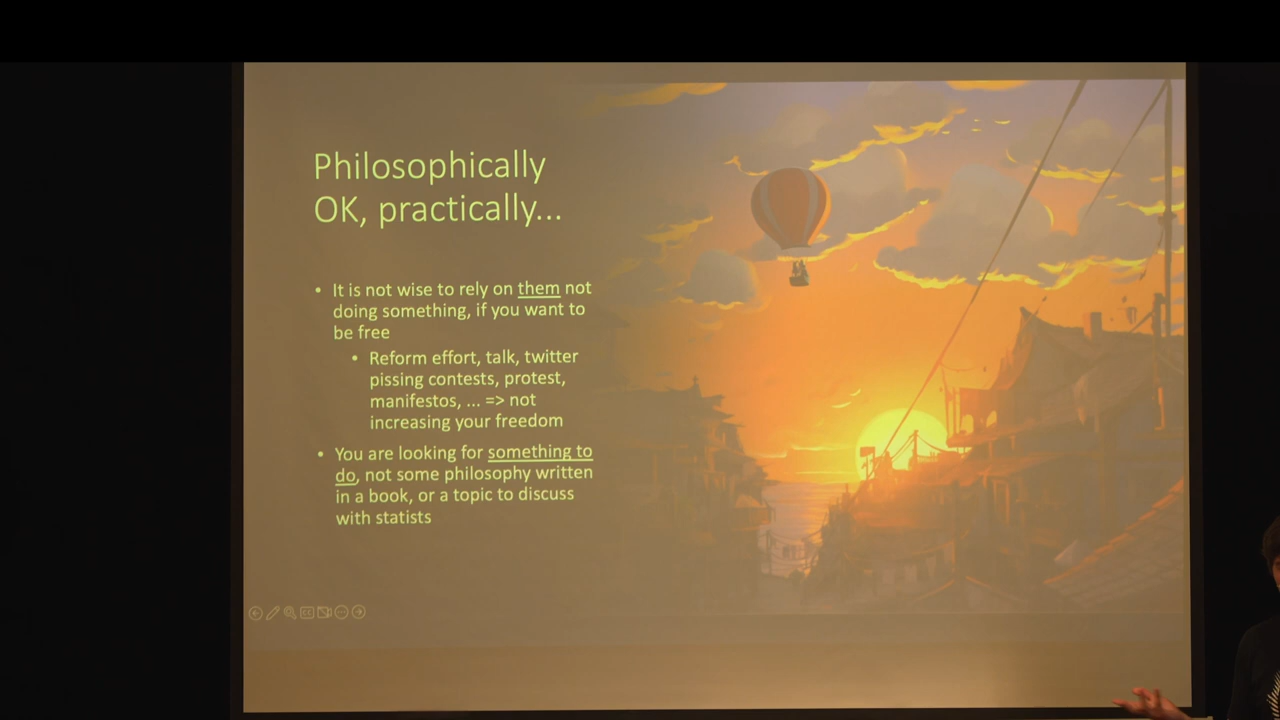 Philosophically
OK, practically...
• It is not wise to rely on them not
doing something, if you want to
be free
• Reform effort, talk, twitter
pissing contests, protest,
manifestos, ... => not
increasing your freedom
• You are looking for something to
do, not some philosophy written
in a book, or a topic to discuss
with statists